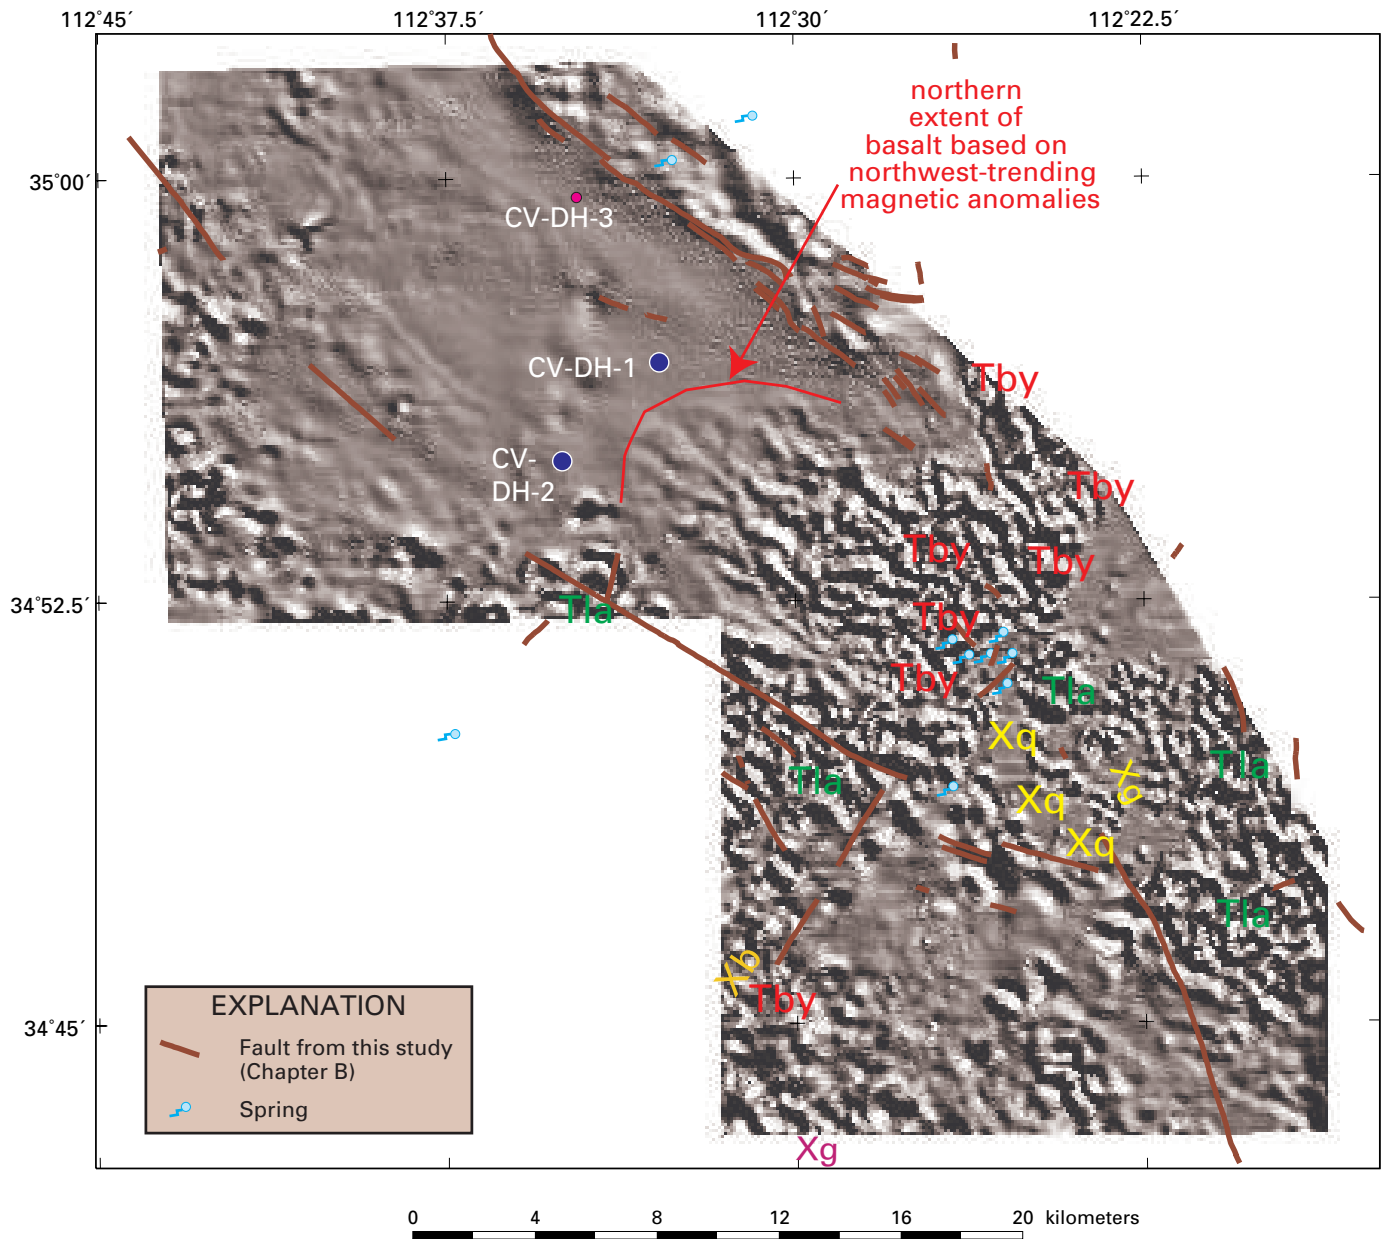 112°45´
112°37.5´
112°30´
112°22.5´
northern
extent of
basalt based on
northwest-trending
magnetic anomalies
35°00´
CV-DH-3
CV-DH-1
Tby
CV-
DH-2
Tby
Tby
Tby
34°52.5´
Tla
Tby
Tby
Tla
Xq
Tla
Tla
Xg
Xq
Xq
Tla
Xb
Tby
34°45´
EXPLANATION
Fault from this study
(Chapter B)
Spring
Xg
0 4 8 12 16 20 kilometers